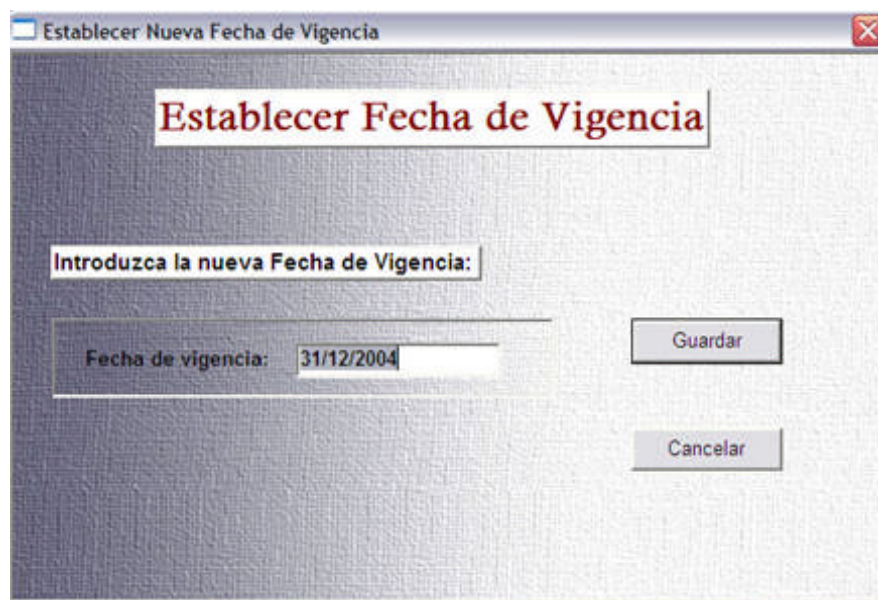 Establecer Nueva Fecha de Vigencia
Establecer Fecha de Vigencia
Introduzca la nueva Fecha de Vigencia:
Fecha de vigencia: 31/12/2004
Guardar
Cancelar